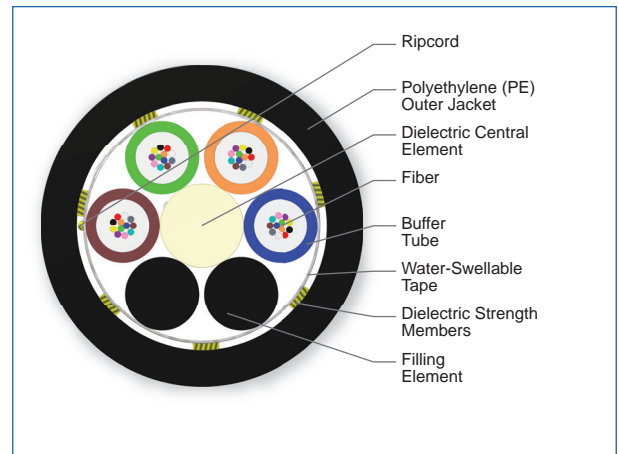 Ripcord
Polyethylene (PE)
Outer Jacket
Dielectric Central
Element
Fiber
Buffer
Tube
Water-Swellable
Tape
Dielectric Strength
Members
Filling
Element